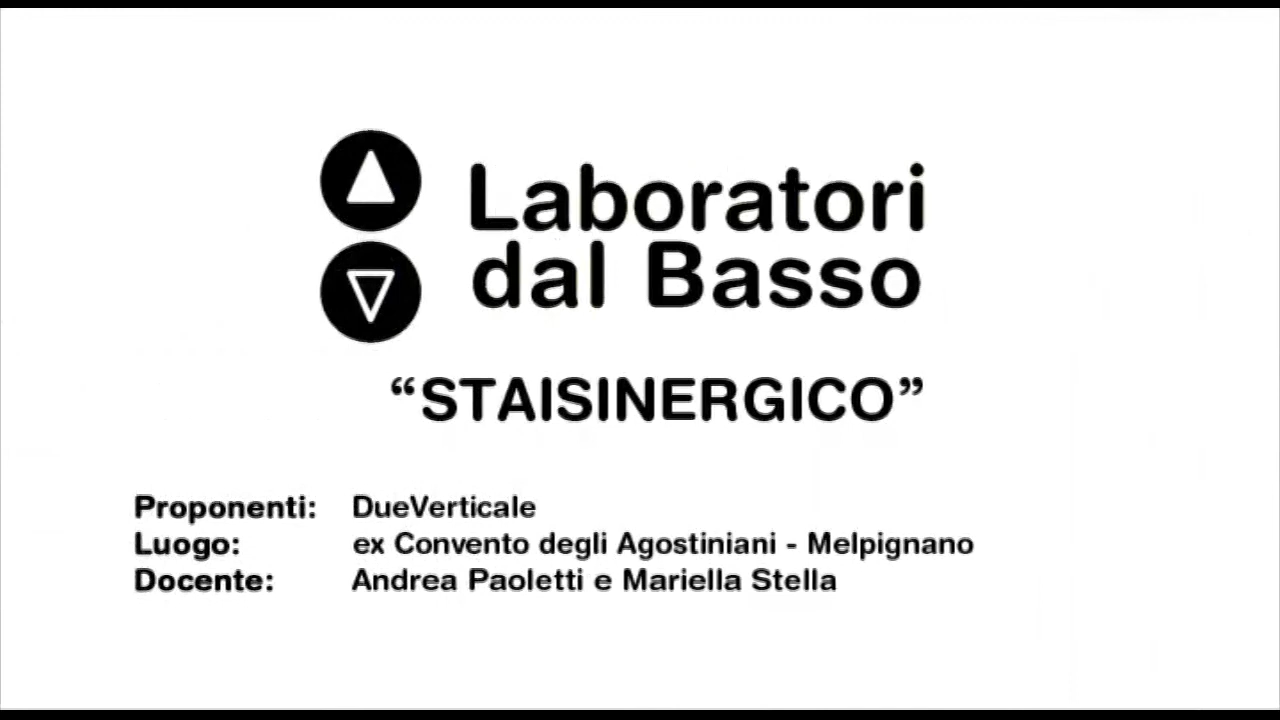 Laboratori
dal Basso
“STAISINERGICO”
Proponenti: DueVerticale
Luogo: ex Convento degli Agostiniani - Melpignano
Docente: Andrea Paoletti e Mariella Stella